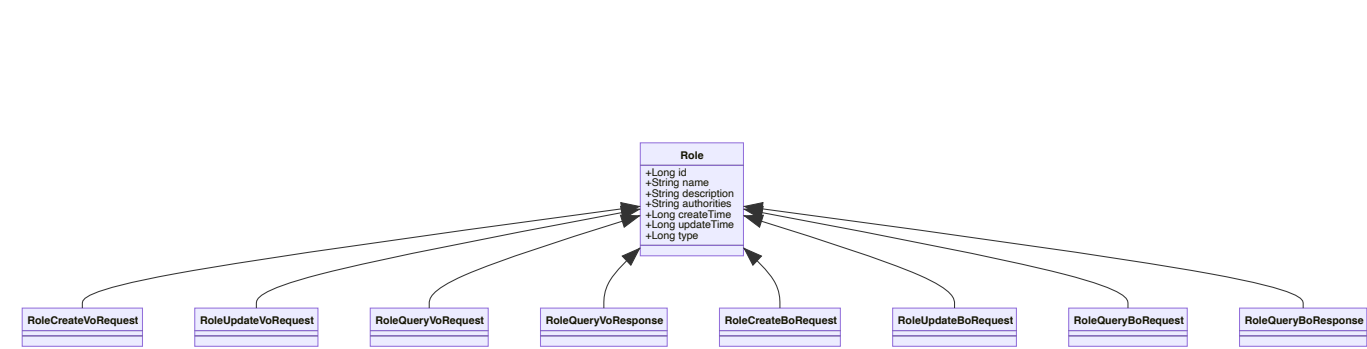 Role
+Long id
+String name
+String description
+String authorities
+Long createTime
+Long updateTime
+Long type
RoleCreateVoRequest
RoleUpdateVoRequest
RoleQueryVoRequest
RoleQueryVoResponse
RoleCreateBoRequest
RoleUpdateBoRequest
RoleQueryBoRequest
RoleQueryBoResponse